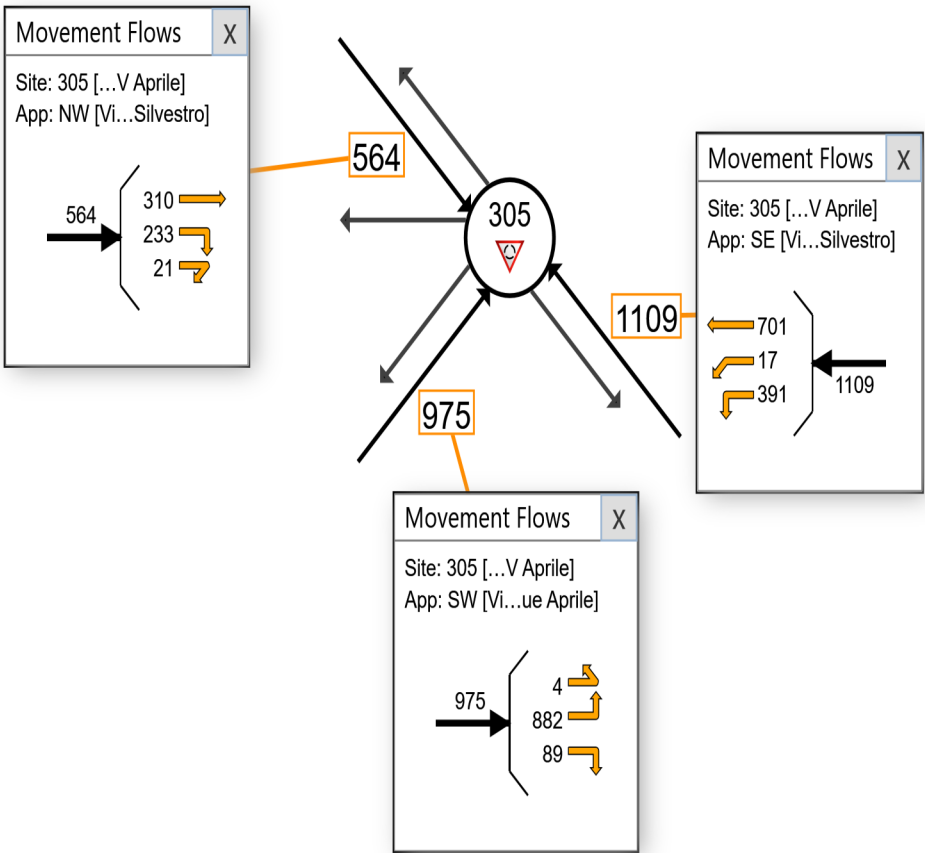 Movement Flows X
Site: 305 […V Aprile]
App: NW [Vi…Silvestro]
564
310
233
21
564
305
1109
975
Movement Flows X
Site: 305 […V Aprile]
App: SE [Vi…Silvestro]
701
17
391
1109
Movement Flows X
Site: 305 […V Aprile]
App: SW [Vi…ue Aprile]
975
4
882
89